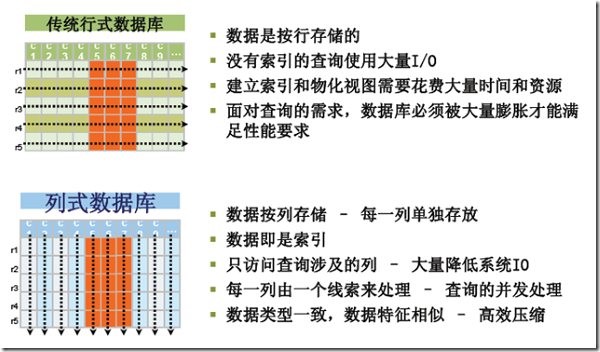 传统行式数据库
C C C C C C C C C ...
1 2 3 4 5 6 7 8 9
r1
r2
r3
r4
r5
数据是按行存储的
没有索引的查询使用大量I/O
建立索引和物化视图需要花费大量时间和资源
面对查询的需求，数据库必须被大量膨胀才能满
足性能要求
列式数据库
C C C C C C C C C ...
r1
r2
r3
r4
r5
数据按列存储 – 每一列单独存放
数据即是索引
只访问查询涉及的列 – 大量降低系统IO
每一列由一个线索来处理 – 查询的并发处理
数据类型一致，数据特征相似 – 高效压缩